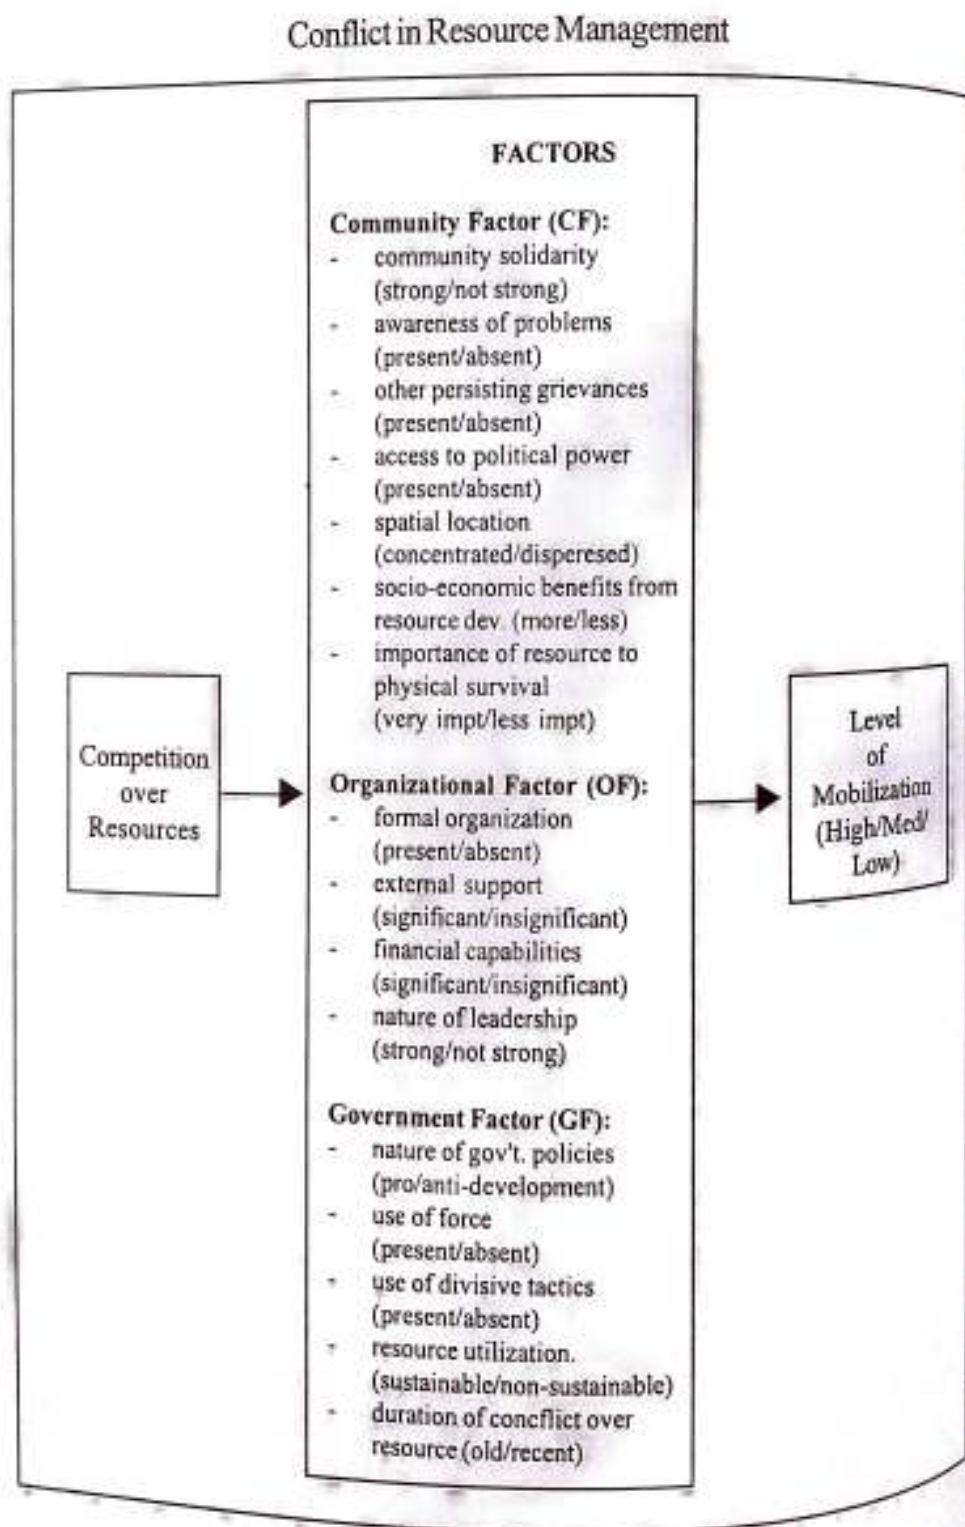 Conflict in Resource Management
FACTORS
Community Factor (CF):
- community solidarity
(strong/not strong)
- awareness of problems
(present/absent)
- other persisting grievances
(present/absent)
- access to political power
(present/absent)
- spatial location
(concentrated/disperesed)
- socio-economic benefits from
resource dev. (more/less)
- importance of resource to
physical survival
(very impt/less impt)
Competition
over
Resources
Organizational Factor (OF):
- formal organization
(present/absent)
- external support
(significant/insignificant)
- financial capabilities
(significant/insignificant)
- nature of leadership
(strong/not strong)
Government Factor (GF):
- nature of gov't. policies
(pro/anti-development)
- use of force
(present/absent)
- use of divisive tactics
(present/absent)
- resource utilization.
(sustainable/non-sustainable)
- duration of conceflict over
resource (old/recent)
Level
of
Mobilization
(High/Med/
Low)